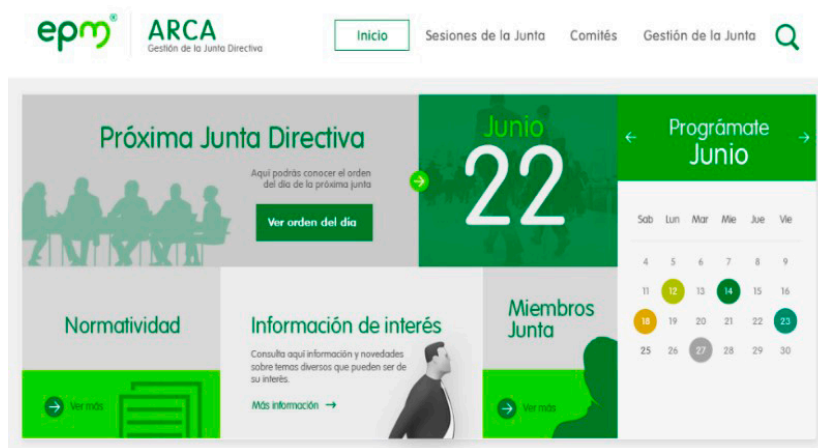 epm®
ARCA
Gestión de la Junta Directiva
Inicio
Sesiones de la Junta
Comités
Gestión de la Junta
Próxima Junta Directiva
Aquí podrás conocer el orden
del día de la próxima junta
Ver orden del día
Junio
22
Prográmate
Junio
Sab Lun Mar Mie Jue Vie
4 5 6 7 8 9
11 12 13 14 15 16
18 19 20 21 22 23
25 26 27 28 29 30
Normatividad
Ver más
Información de interés
Consulta aquí información y novedades
sobre temas diversos que pueden ser de
su interés.
Más información
Miembros
Junta
Ver más